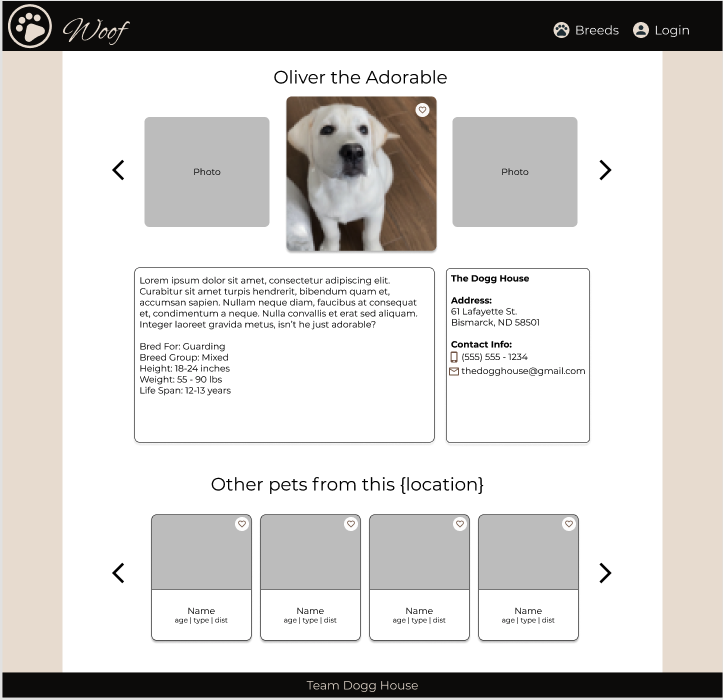 Woof
Breeds
Login
Oliver the Adorable
Photo
Photo
Lorem ipsum dolor sit amet, consectetur adipiscing elit.
Curabitur sit amet turpis hendrerit, bibendum quam et,
accumsan sapien. Nullam neque diam, faucibus at consequat
et, condimentum a neque. Nulla convallis et erat sed aliquam.
Integer laoreet gravida metus, isn't he just adorable?
Bred For: Guarding
Breed Group: Mixed
Height: 18-24 inches
Weight: 55 - 90 lbs
Life Span: 12-13 years
The Dogg House
Address:
61 Lafayette St.
Bismarck, ND 58501
Contact Info:
(555) 555 - 1234
thedogghouse@gmail.com
Other pets from this {location}
Name
age | type | dist
Name
age | type | dist
Name
age | type | dist
Name
age | type | dist
Team Dogg House